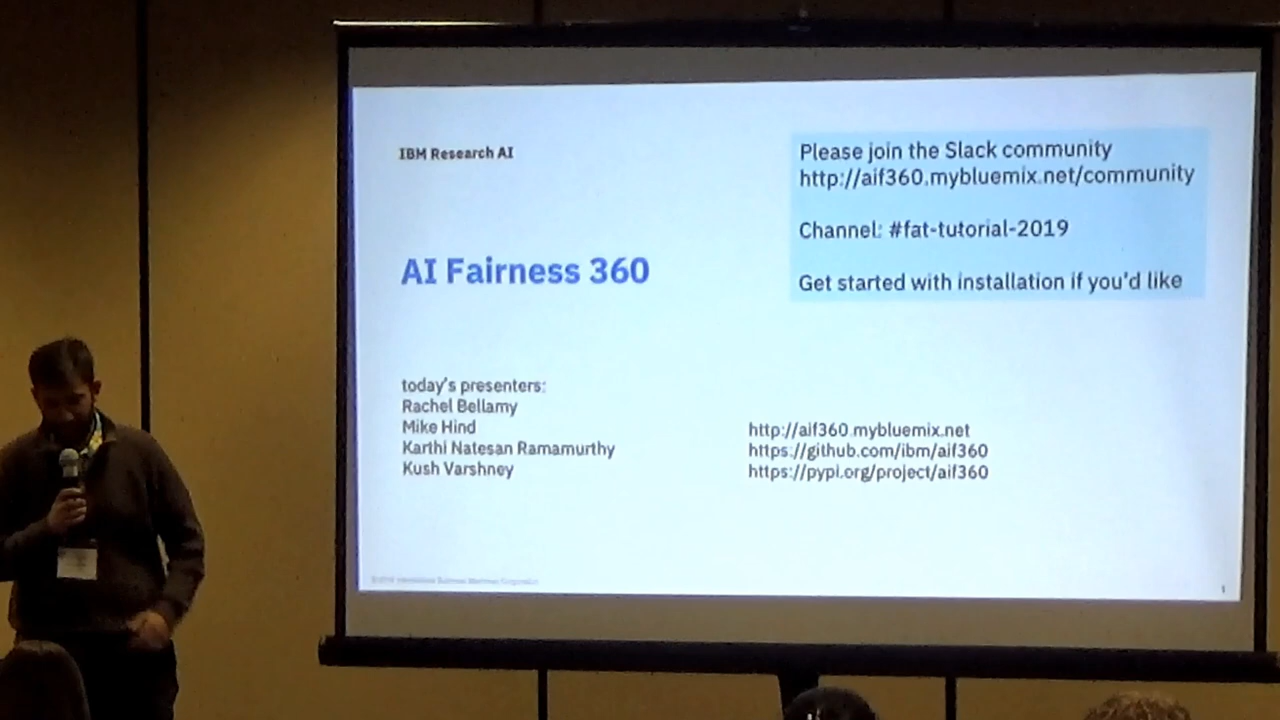 IBM Research AI
Please join the Slack community
http://aif360.mybluemix.net/community
Channel: #fat-tutorial-2019
Get started with installation if you'd like
AI Fairness 360
today's presenters:
Rachel Bellamy
Mike Hind
Karthi Natesan Ramamurthy
Kush Varshney
http://aif360.mybluemix.net
https://github.com/ibm/aif360
https://pypi.org/project/aif360
1